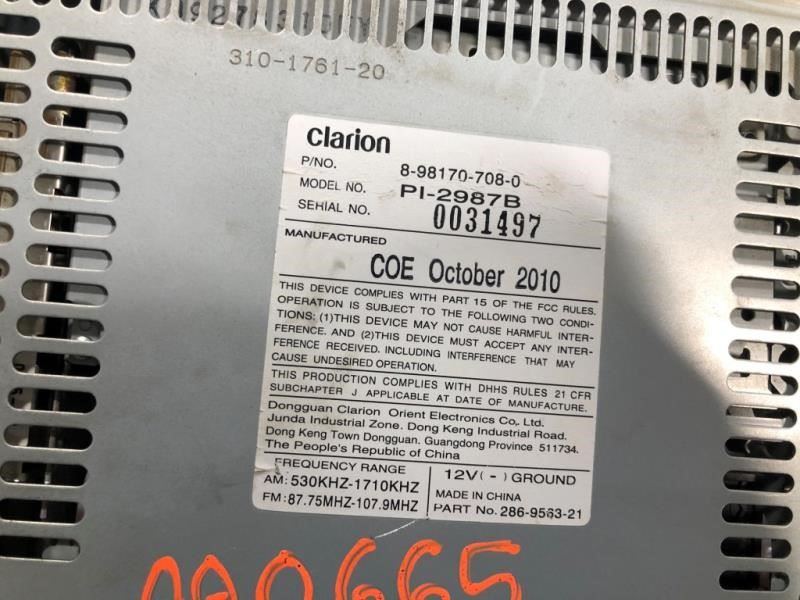 310-1761-20
clarion
P/NO. 8-98170-708-0
MODEL NO. PI-2987B
SERIAL NO. 0031497
MANUFACTURED
COE October 2010
THIS DEVICE COMPLIES WITH PART 15 OF THE FCC RULES.
OPERATION IS SUBJECT TO THE FOLLOWING TWO CONDI-
TIONS: (1)THIS DEVICE MAY NOT CAUSE HARMFUL INTER-
FERENCE. AND (2)THIS DEVICE MUST ACCEPT ANY INTER-
FERENCE RECEIVED. INCLUDING INTERFERENCE THAT MAY
CAUSE UNDESIRED OPERATION.
THIS PRODUCTION COMPLIES WITH DHHS RULES 21 CFR
SUBCHAPTER J APPLICABLE AT DATE OF MANUFACTURE.
Dongguan Clarion Orient Electronics Co,. Ltd.
Junda Industrial Zone. Dong Keng Industrial Road.
Dong Keng Town Dongguan. Guangdong Province 511734.
The People's Republic of China
FREQUENCY RANGE
AM: 530KHZ-1710KHZ
FM: 87.75MHZ-107.9MHZ
12V( - ) GROUND
MADE IN CHINA
PART No. 286-9563-21